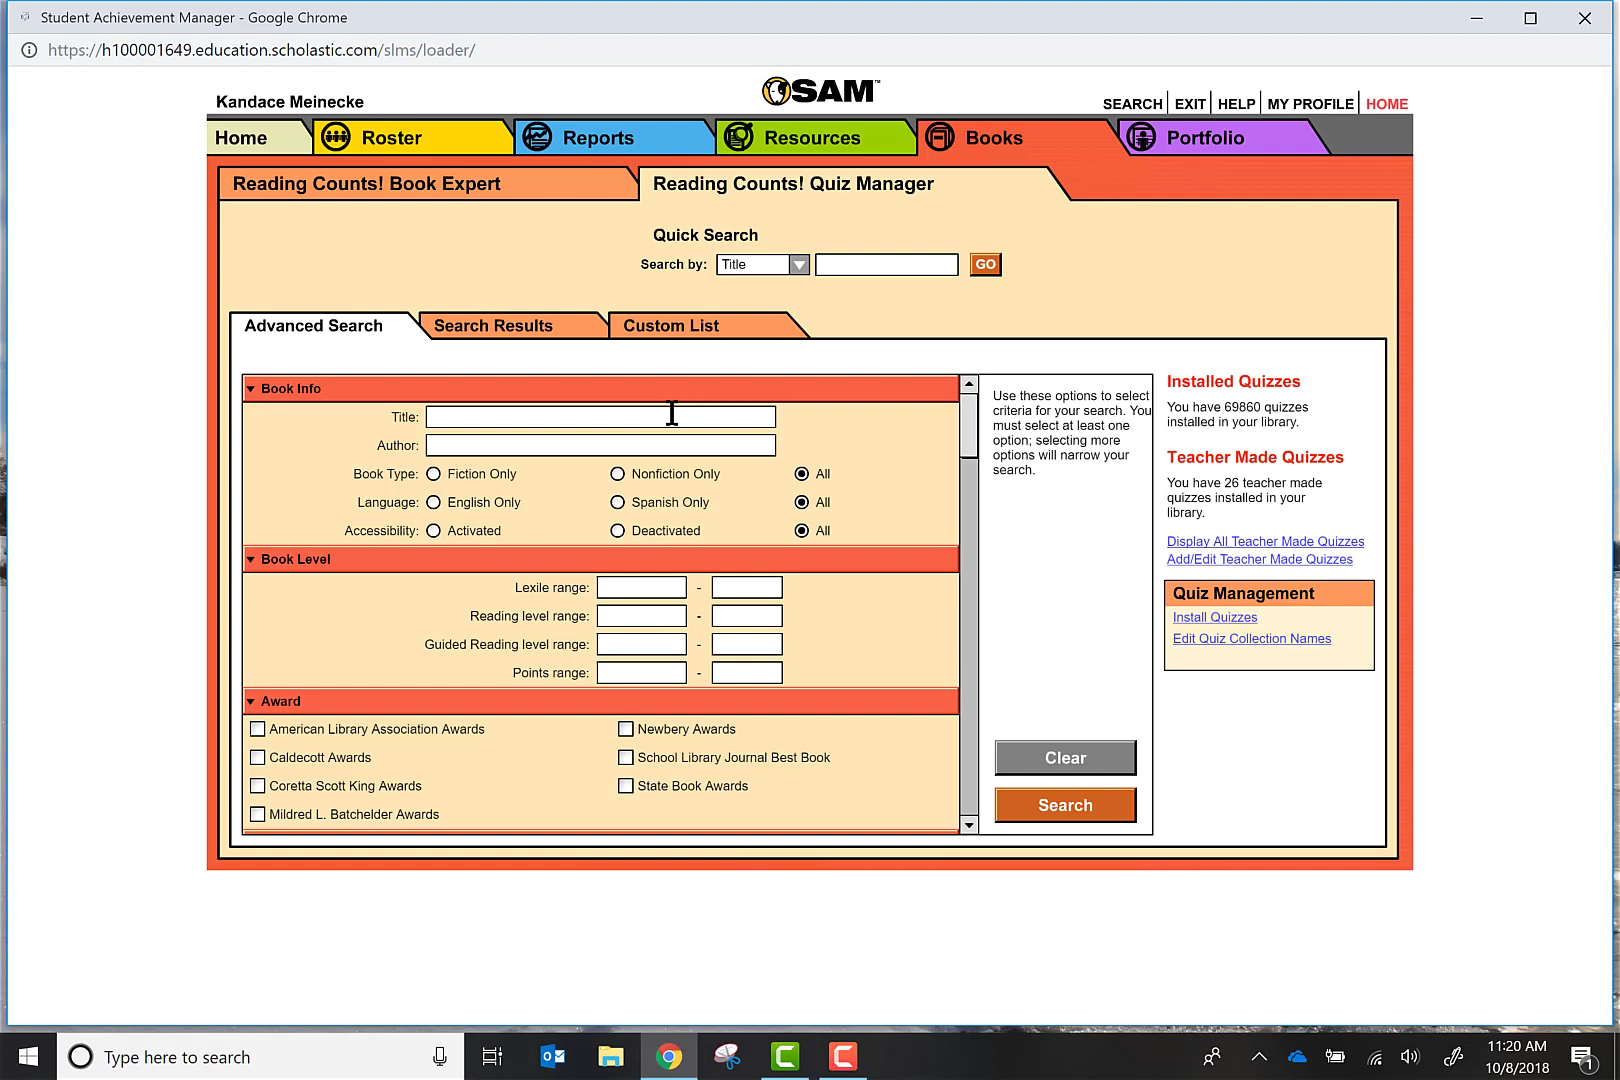 Student Achievement Manager - Google Chrome
https://h100001649.education.scholastic.com/slms/loader/
Kandace Meinecke
SAM™
SEARCH EXIT HELP MY PROFILE HOME
Home Roster Reports Resources Books Portfolio
Reading Counts! Book Expert Reading Counts! Quiz Manager
Quick Search
Search by: Title GO
Advanced Search Search Results Custom List
Book Info
Title:
Author:
Book Type: Fiction Only Nonfiction Only All
Language: English Only Spanish Only All
Accessibility: Activated Deactivated All
Book Level
Lexile range: -
Reading level range: -
Guided Reading level range: -
Points range: -
Award
American Library Association Awards Newbery Awards
Caldecott Awards School Library Journal Best Book
Coretta Scott King Awards State Book Awards
Mildred L. Batchelder Awards
Use these options to select
criteria for your search. You
must select at least one
option; selecting more
options will narrow your
search.
Clear
Search
Installed Quizzes
You have 69860 quizzes
installed in your library.
Teacher Made Quizzes
You have 26 teacher made
quizzes installed in your
library.
Display All Teacher Made Quizzes
Add/Edit Teacher Made Quizzes
Quiz Management
Install Quizzes
Edit Quiz Collection Names
Type here to search
11:20 AM
10/8/2018
1